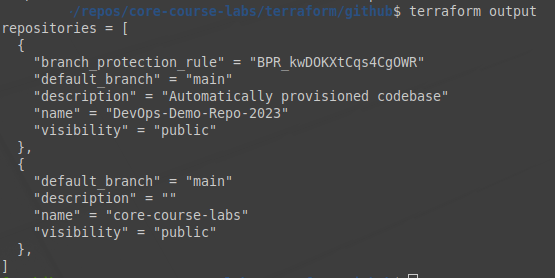 ~/repos/core-course-labs/terraform/github$ terraform output
repositories = [
  {
    "branch_protection_rule" = "BPR_kwDOKXtCqs4CgOWR"
    "default_branch" = "main"
    "description" = "Automatically provisioned codebase"
    "name" = "DevOps-Demo-Repo-2023"
    "visibility" = "public"
  },
  {
    "default_branch" = "main"
    "description" = ""
    "name" = "core-course-labs"
    "visibility" = "public"
  },
]